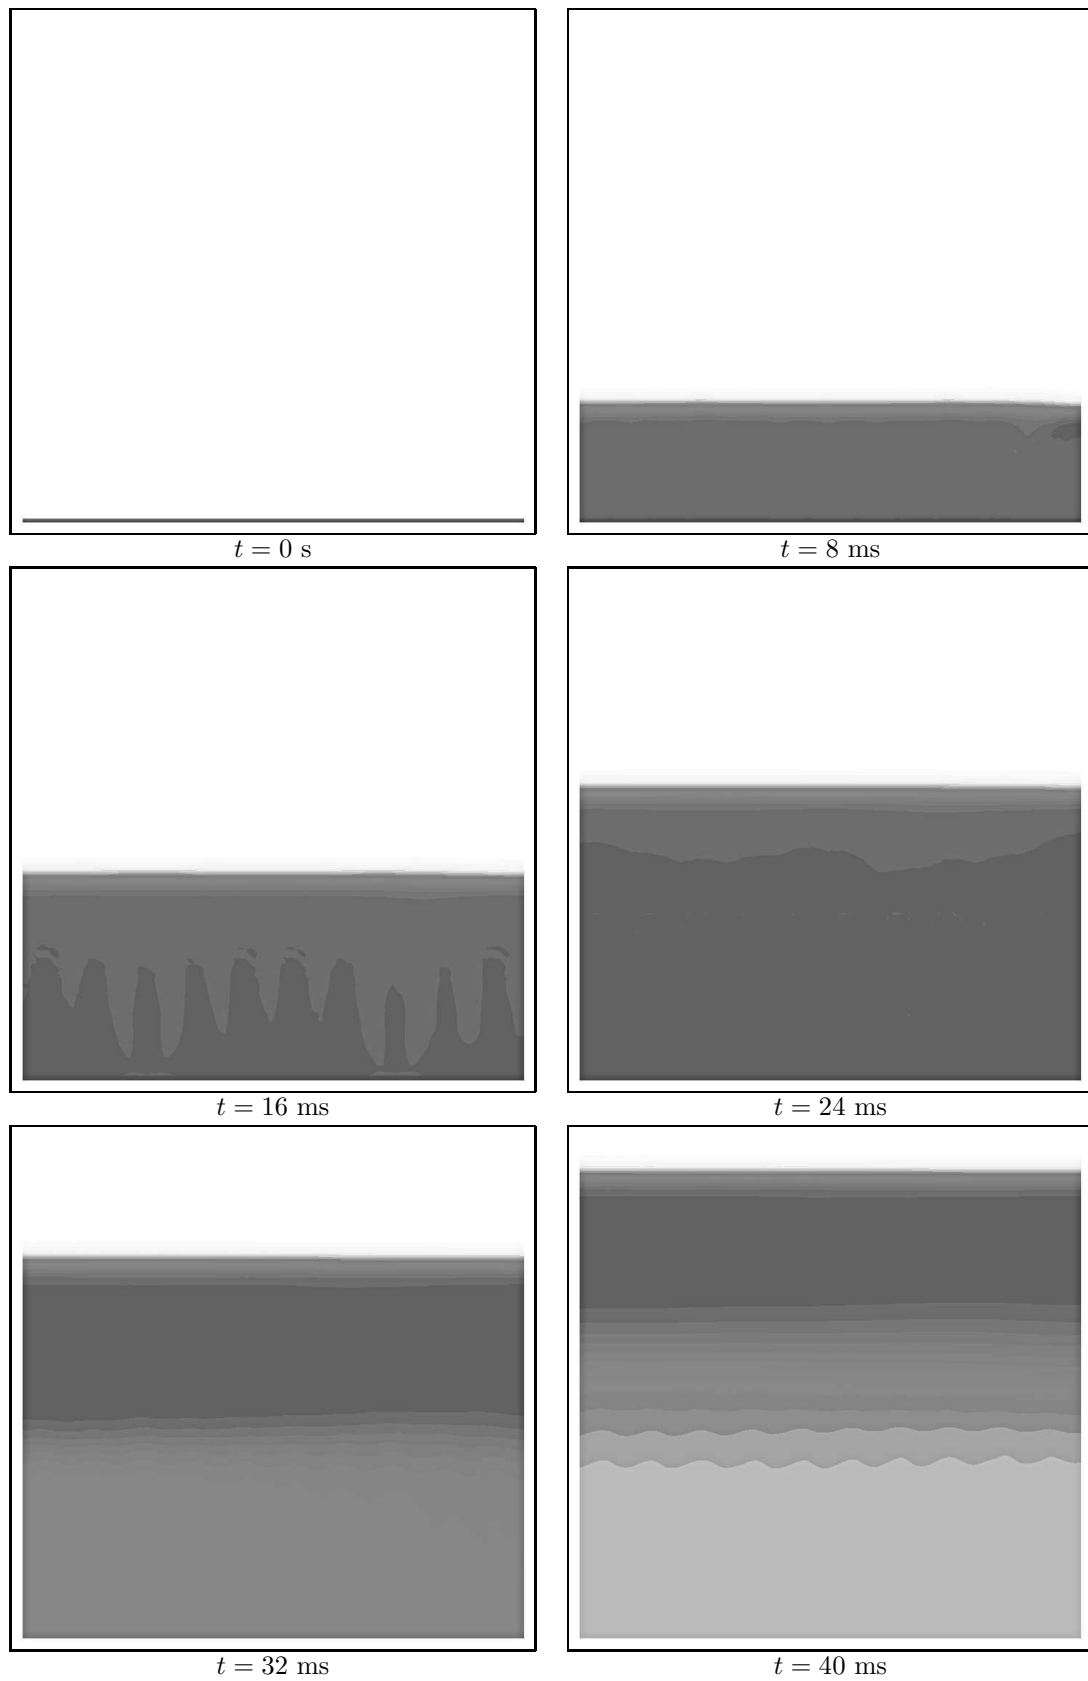 t = 0 s
t = 8 ms
t = 16 ms
t = 24 ms
t = 32 ms
t = 40 ms